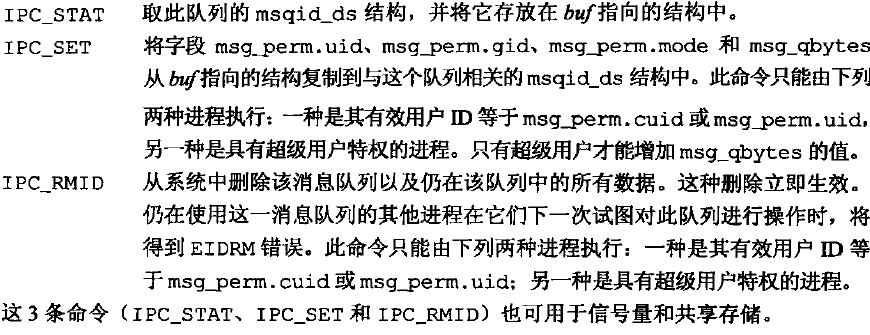 IPC_STAT 取此队列的 msqid_ds 结构，并将它存放在 buf 指向的结构中。
IPC_SET 将字段 msg_perm.uid、msg_perm.gid、msg_perm.mode 和 msg_qbytes
从 buf 指向的结构复制到与这个队列相关的 msqid_ds 结构中。此命令只能由下列
两种进程执行：一种是其有效用户 ID 等于 msg_perm.cuid 或 msg_perm.uid，
另一种是具有超级用户特权的进程。只有超级用户才能增加 msg_qbytes 的值。
IPC_RMID 从系统中删除该消息队列以及仍在该队列中的所有数据。这种删除立即生效。
仍在使用这一消息队列的其他进程在它们下一次试图对此队列进行操作时，将
得到 EIDRM 错误。此命令只能由下列两种进程执行：一种是其有效用户 ID 等
于 msg_perm.cuid 或 msg_perm.uid；另一种是具有超级用户特权的进程。
这 3 条命令（IPC_STAT、IPC_SET 和 IPC_RMID）也可用于信号量和共享存储。